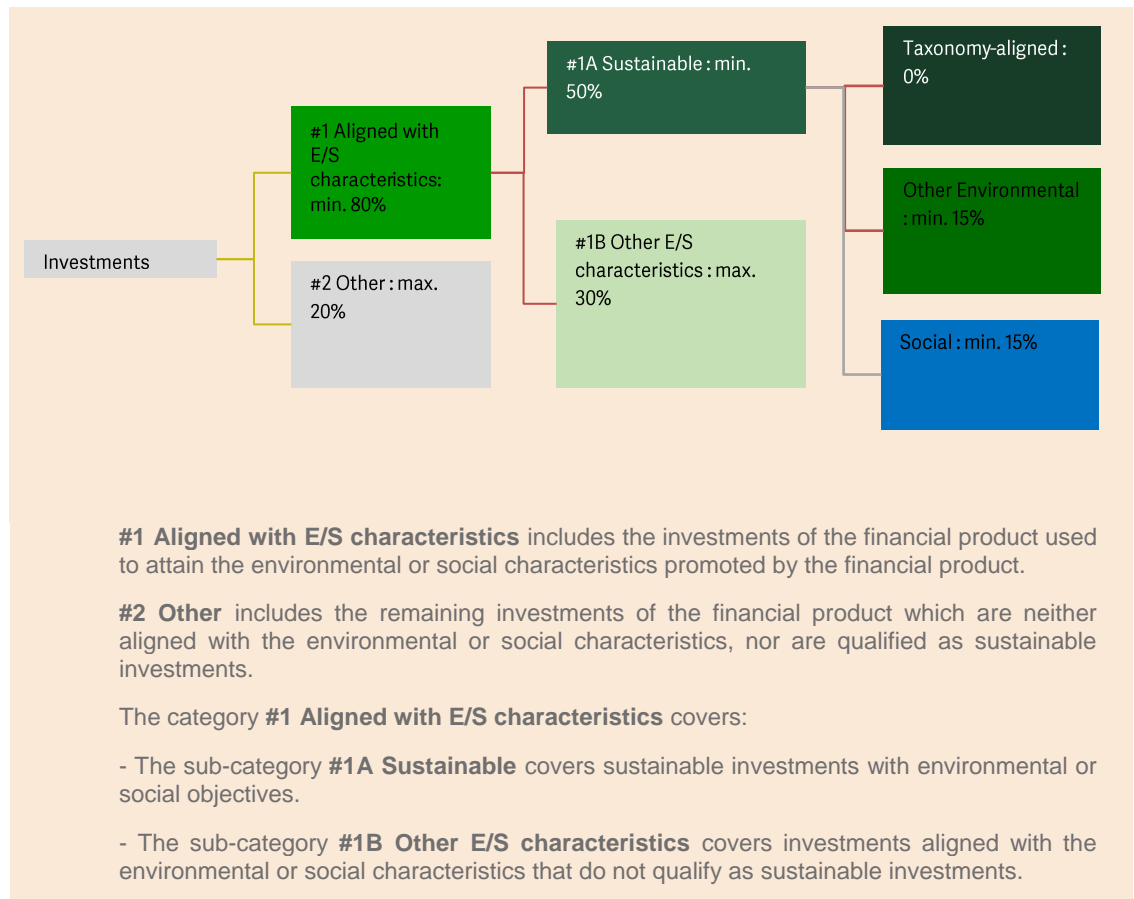 Investments
#1 Aligned with
E/S
characteristics:
min. 80%
#2 Other : max.
20%
#1A Sustainable : min.
50%
#1B Other E/S
characteristics : max.
30%
Taxonomy-aligned :
0%
Other Environmental
: min. 15%
Social : min. 15%
#1 Aligned with E/S characteristics includes the investments of the financial product used
to attain the environmental or social characteristics promoted by the financial product.
#2 Other includes the remaining investments of the financial product which are neither
aligned with the environmental or social characteristics, nor are qualified as sustainable
investments.
The category #1 Aligned with E/S characteristics covers:
- The sub-category #1A Sustainable covers sustainable investments with environmental or
social objectives.
- The sub-category #1B Other E/S characteristics covers investments aligned with the
environmental or social characteristics that do not qualify as sustainable investments.